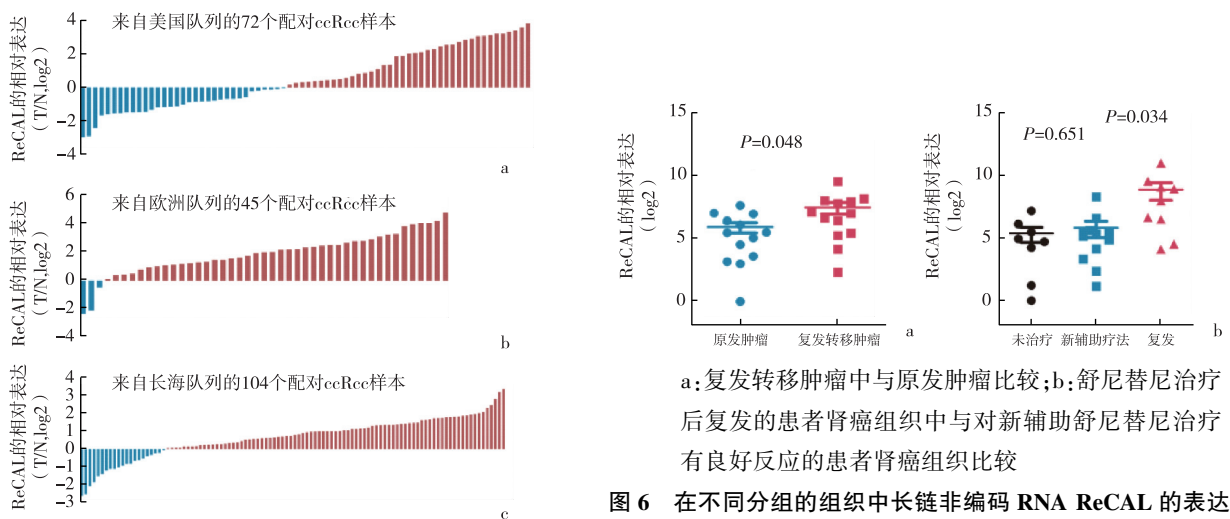 来自美国队列的72个配对ccRcc样本
ReCAL的相对表达
（T/N,log2）
4
2
0
−2
−4
a
来自欧洲队列的45个配对ccRcc样本
ReCAL的相对表达
（T/N,log2）
6
4
2
0
−2
−4
b
来自长海队列的104个配对ccRcc样本
ReCAL的相对表达
（T/N,log2）
4
3
2
1
0
−1
−2
−3
c
ReCAL的相对表达
（log2）
15
10
5
0
P=0.048
原发肿瘤 复发转移肿瘤
a
ReCAL的相对表达
（log2）
15
10
5
0
P=0.651
P=0.034
未治疗 新辅助疗法 复发
b
a:复发转移肿瘤中与原发肿瘤比较;b:舒尼替尼治疗
后复发的患者肾癌组织中与对新辅助舒尼替尼治疗
有良好反应的患者肾癌组织比较
图 6 在不同分组的组织中长链非编码 RNA ReCAL 的表达